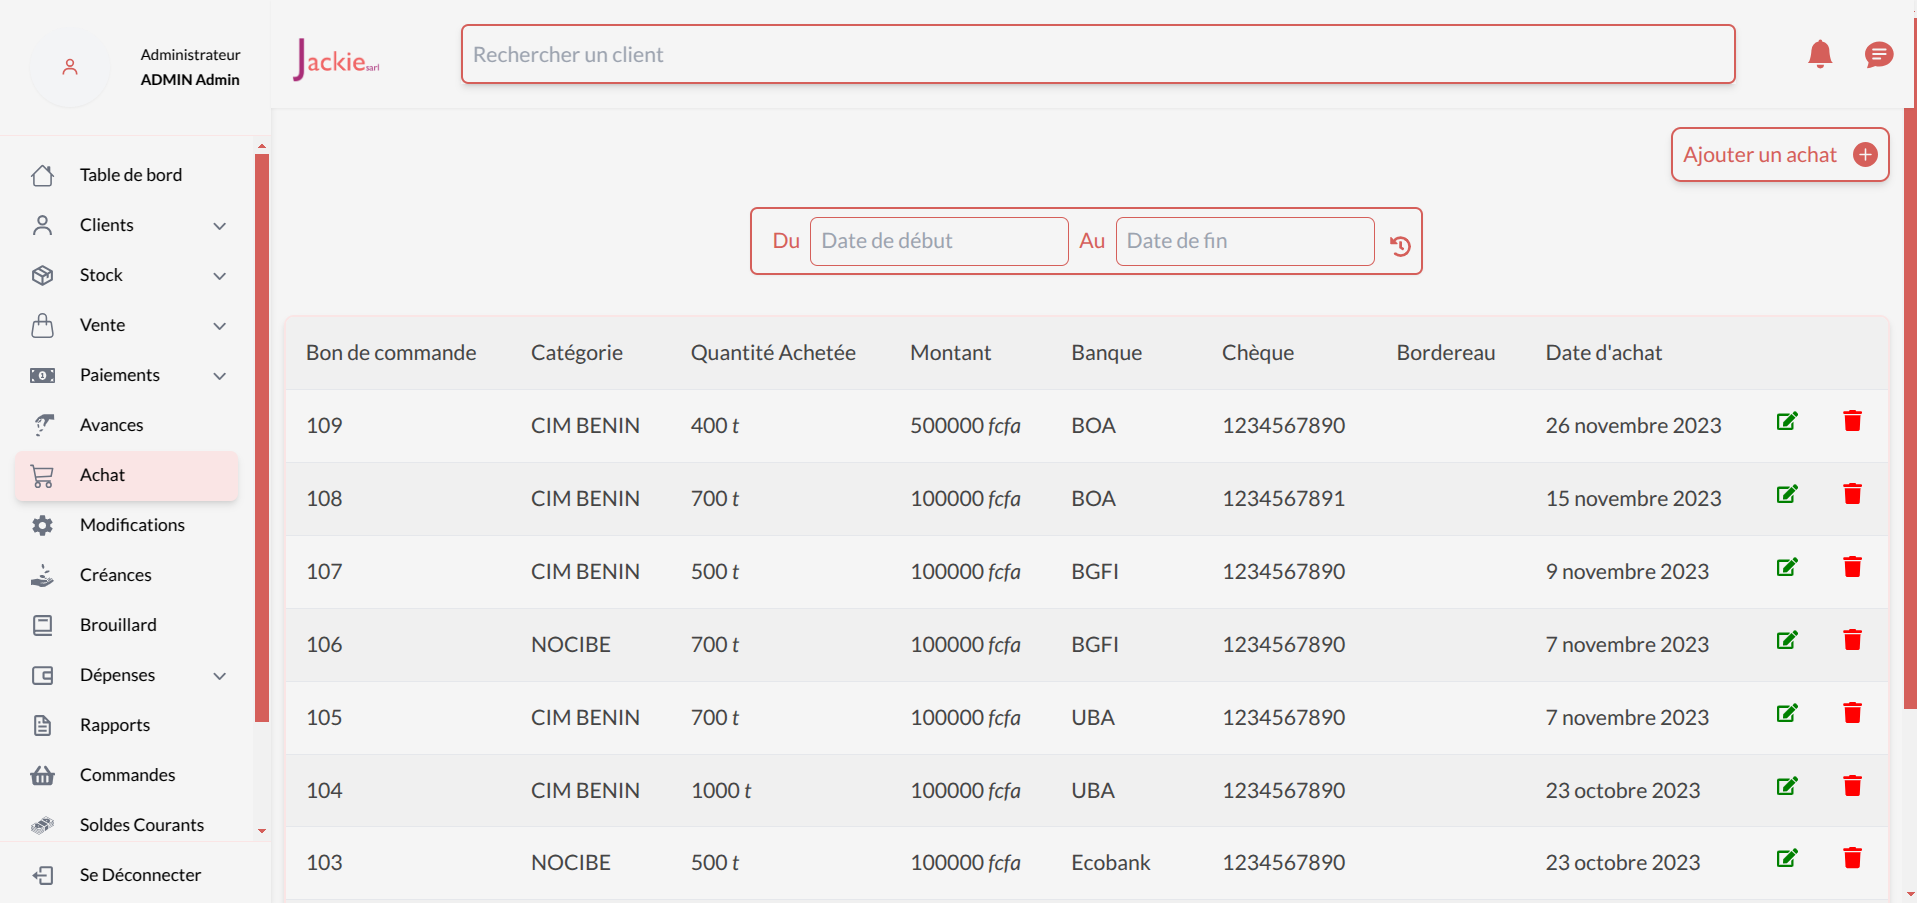 Administrateur
ADMIN Admin
Table de bord
Clients
Stock
Vente
Paiements
Avances
Achat
Modifications
Créances
Brouillard
Dépenses
Rapports
Commandes
Soldes Courants
Se Déconnecter
Jackie sarl
Rechercher un client
Ajouter un achat
Du Date de début Au Date de fin
Bon de commande Catégorie Quantité Achetée Montant Banque Chèque Bordereau Date d'achat
109 CIM BENIN 400 t 500000 fcfa BOA 1234567890 26 novembre 2023
108 CIM BENIN 700 t 100000 fcfa BOA 1234567891 15 novembre 2023
107 CIM BENIN 500 t 100000 fcfa BGFI 1234567890 9 novembre 2023
106 NOCIBE 700 t 100000 fcfa BGFI 1234567890 7 novembre 2023
105 CIM BENIN 700 t 100000 fcfa UBA 1234567890 7 novembre 2023
104 CIM BENIN 1000 t 100000 fcfa UBA 1234567890 23 octobre 2023
103 NOCIBE 500 t 100000 fcfa Ecobank 1234567890 23 octobre 2023